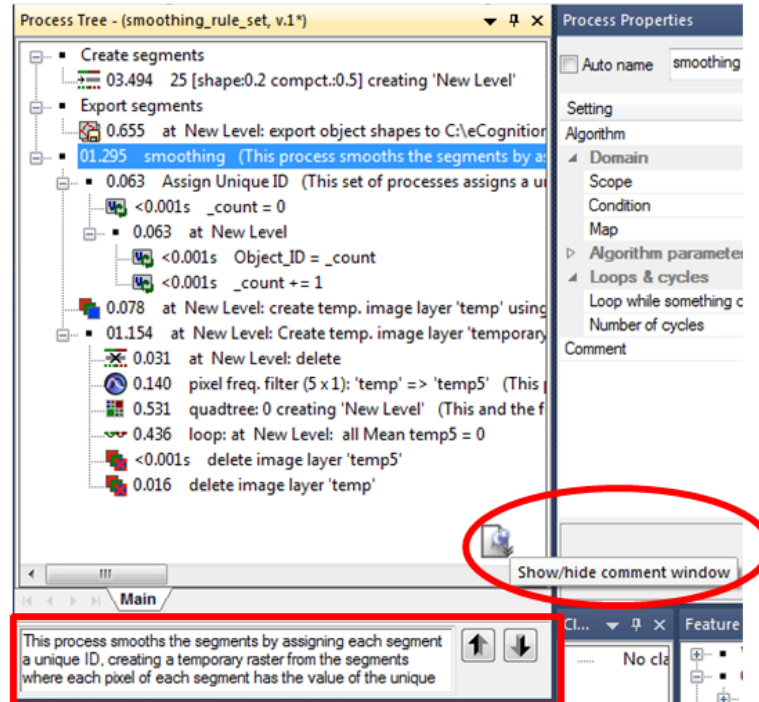 Process Tree - (smoothing_rule_set, v.1*)
Create segments
03.494 25 [shape:0.2 compct.:0.5] creating 'New Level'
Export segments
0.655 at New Level: export object shapes to C:\eCognition
01.295 smoothing (This process smooths the segments by a
0.063 Assign Unique ID (This set of processes assigns a
<0.001s _count = 0
0.063 at New Level
<0.001s Object_ID = _count
<0.001s _count += 1
0.078 at New Level: create temp. image layer 'temp' using
01.154 at New Level: Create temp. image layer 'temporary
0.031 at New Level: delete
0.140 pixel freq. filter (5 x 1): 'temp' => 'temp5' (This
0.531 quadtree: 0 creating 'New Level' (This and the f
0.436 loop: at New Level: all Mean temp5 = 0
<0.001s delete image layer 'temp5'
0.016 delete image layer 'temp'
Main
This process smooths the segments by assigning each segment
a unique ID, creating a temporary raster from the segments
where each pixel of each segment has the value of the unique
Process Properties
Auto name smoothing
Setting
Algorithm
Domain
Scope
Condition
Map
Algorithm paramete
Loops & cycles
Loop while something c
Number of cycles
Comment
Show/hide comment window
Cl...
No cla
Feature